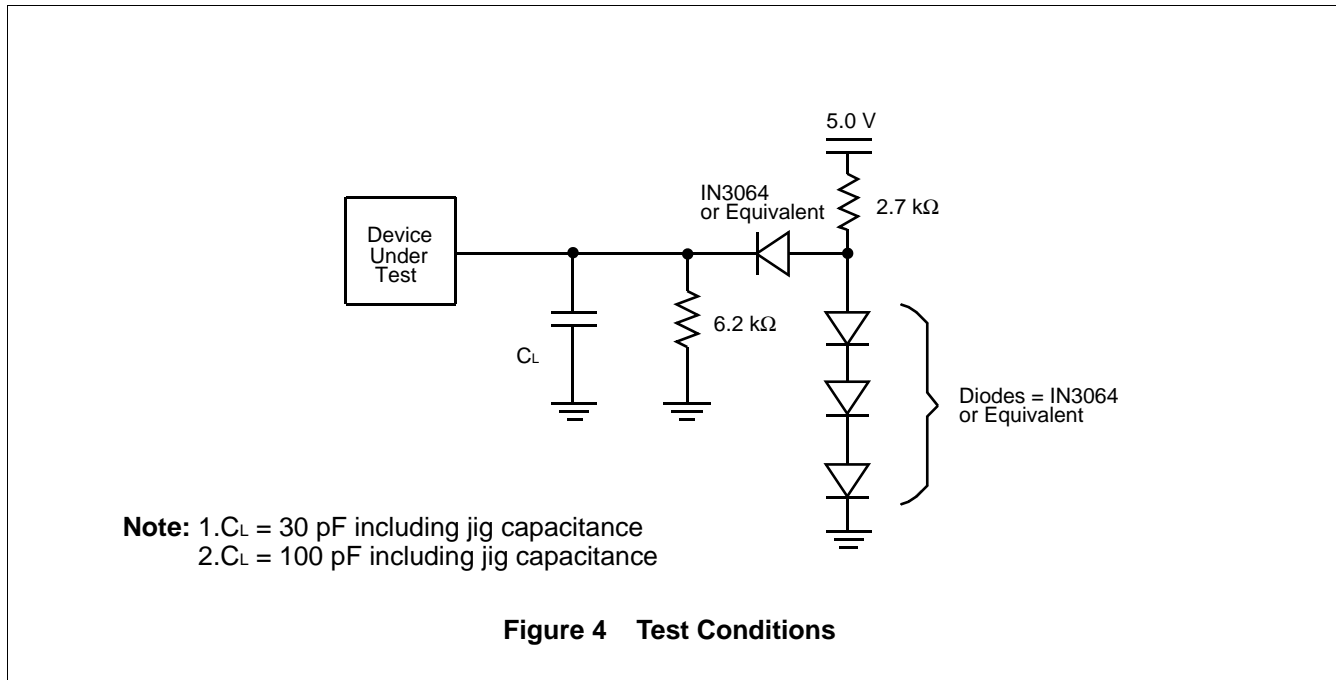 5.0 V
IN3064
or Equivalent
2.7 kΩ
Device
Under
Test
6.2 kΩ
CL
Diodes = IN3064
or Equivalent
Note: 1.CL = 30 pF including jig capacitance
2.CL = 100 pF including jig capacitance
Figure 4 Test Conditions